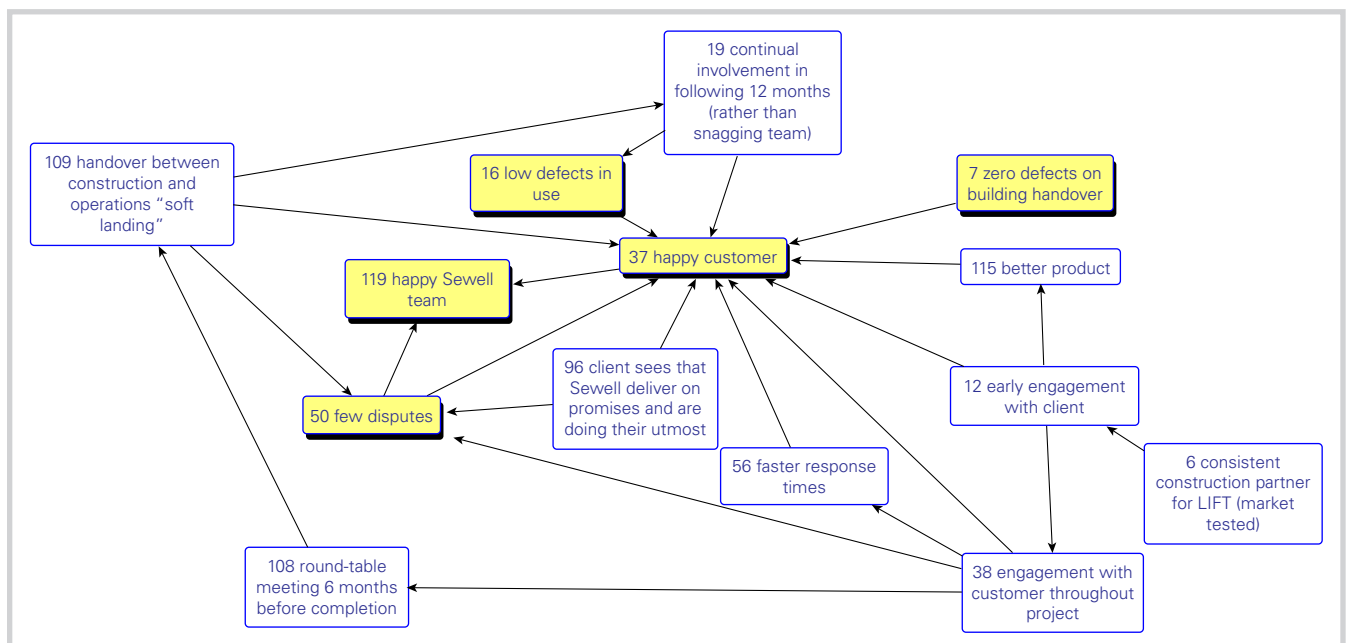 19 continual
involvement in
following 12 months
(rather than
snagging team)
109 handover between
construction and
operations “soft
landing”
16 low defects in
use
7 zero defects on
building handover
37 happy customer
115 better product
119 happy Sewell
team
96 client sees that
Sewell deliver on
promises and are
doing their utmost
12 early engagement
with client
50 few disputes
56 faster response
times
6 consistent
construction partner
for LIFT (market
tested)
108 round-table
meeting 6 months
before completion
38 engagement with
customer throughout
project